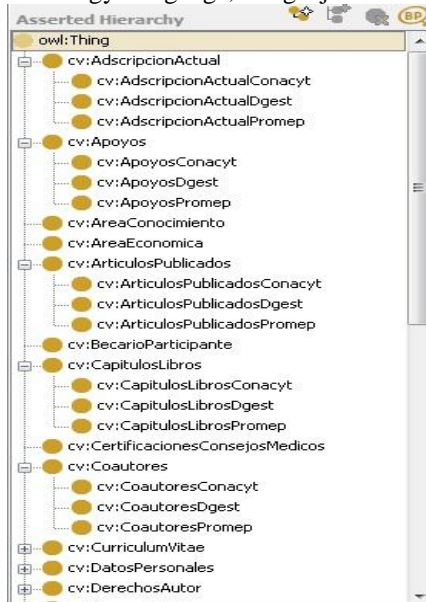 Asserted Hierarchy
BP
owl:Thing
cv:AdscripcionActual
cv:AdscripcionActualConacyt
cv:AdscripcionActualDgest
cv:AdscripcionActualPromep
cv:Apoyos
cv:ApoyosConacyt
cv:ApoyosDgest
cv:ApoyosPromep
cv:AreaConocimiento
cv:AreaEconomica
cv:ArticulosPublicados
cv:ArticulosPublicadosConacyt
cv:ArticulosPublicadosDgest
cv:ArticulosPublicadosPromep
cv:BecarioParticipante
cv:CapitulosLibros
cv:CapitulosLibrosConacyt
cv:CapitulosLibrosDgest
cv:CapitulosLibrosPromep
cv:CertificacionesConsejosMedicos
cv:Coautores
cv:CoautoresConacyt
cv:CoautoresDgest
cv:CoautoresPromep
cv:CurriculumVitae
cv:DatosPersonales
cv:DerechosAutor